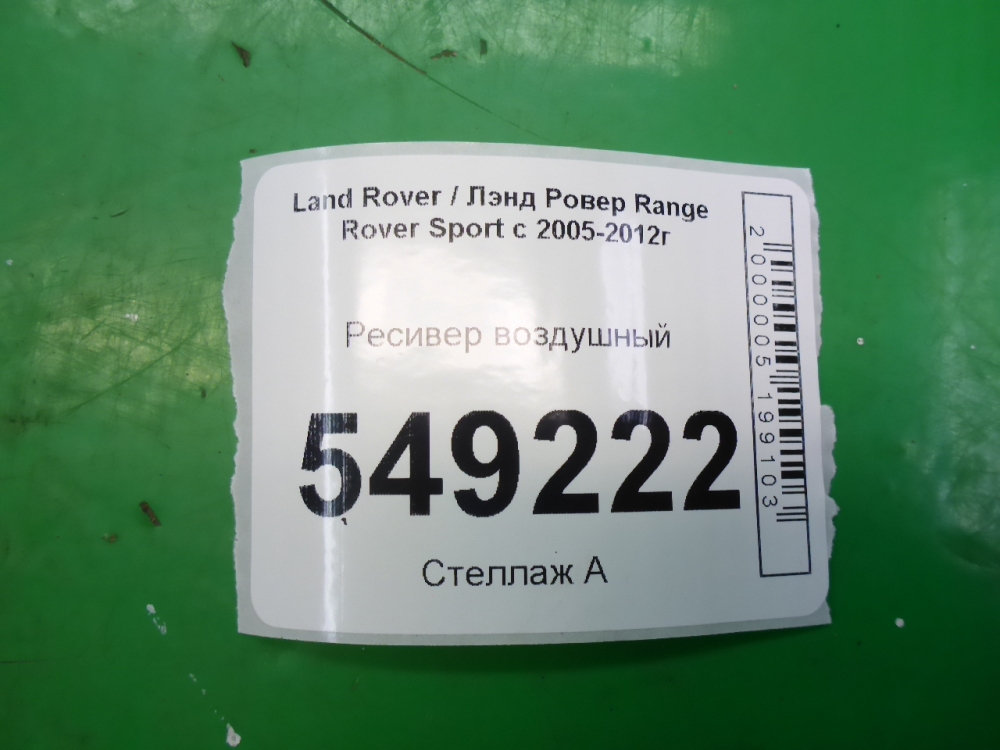 Land Rover / Лэнд Ровер Range
Rover Sport с 2005-2012г
Ресивер воздушный
549222
Стеллаж А
2000005199103